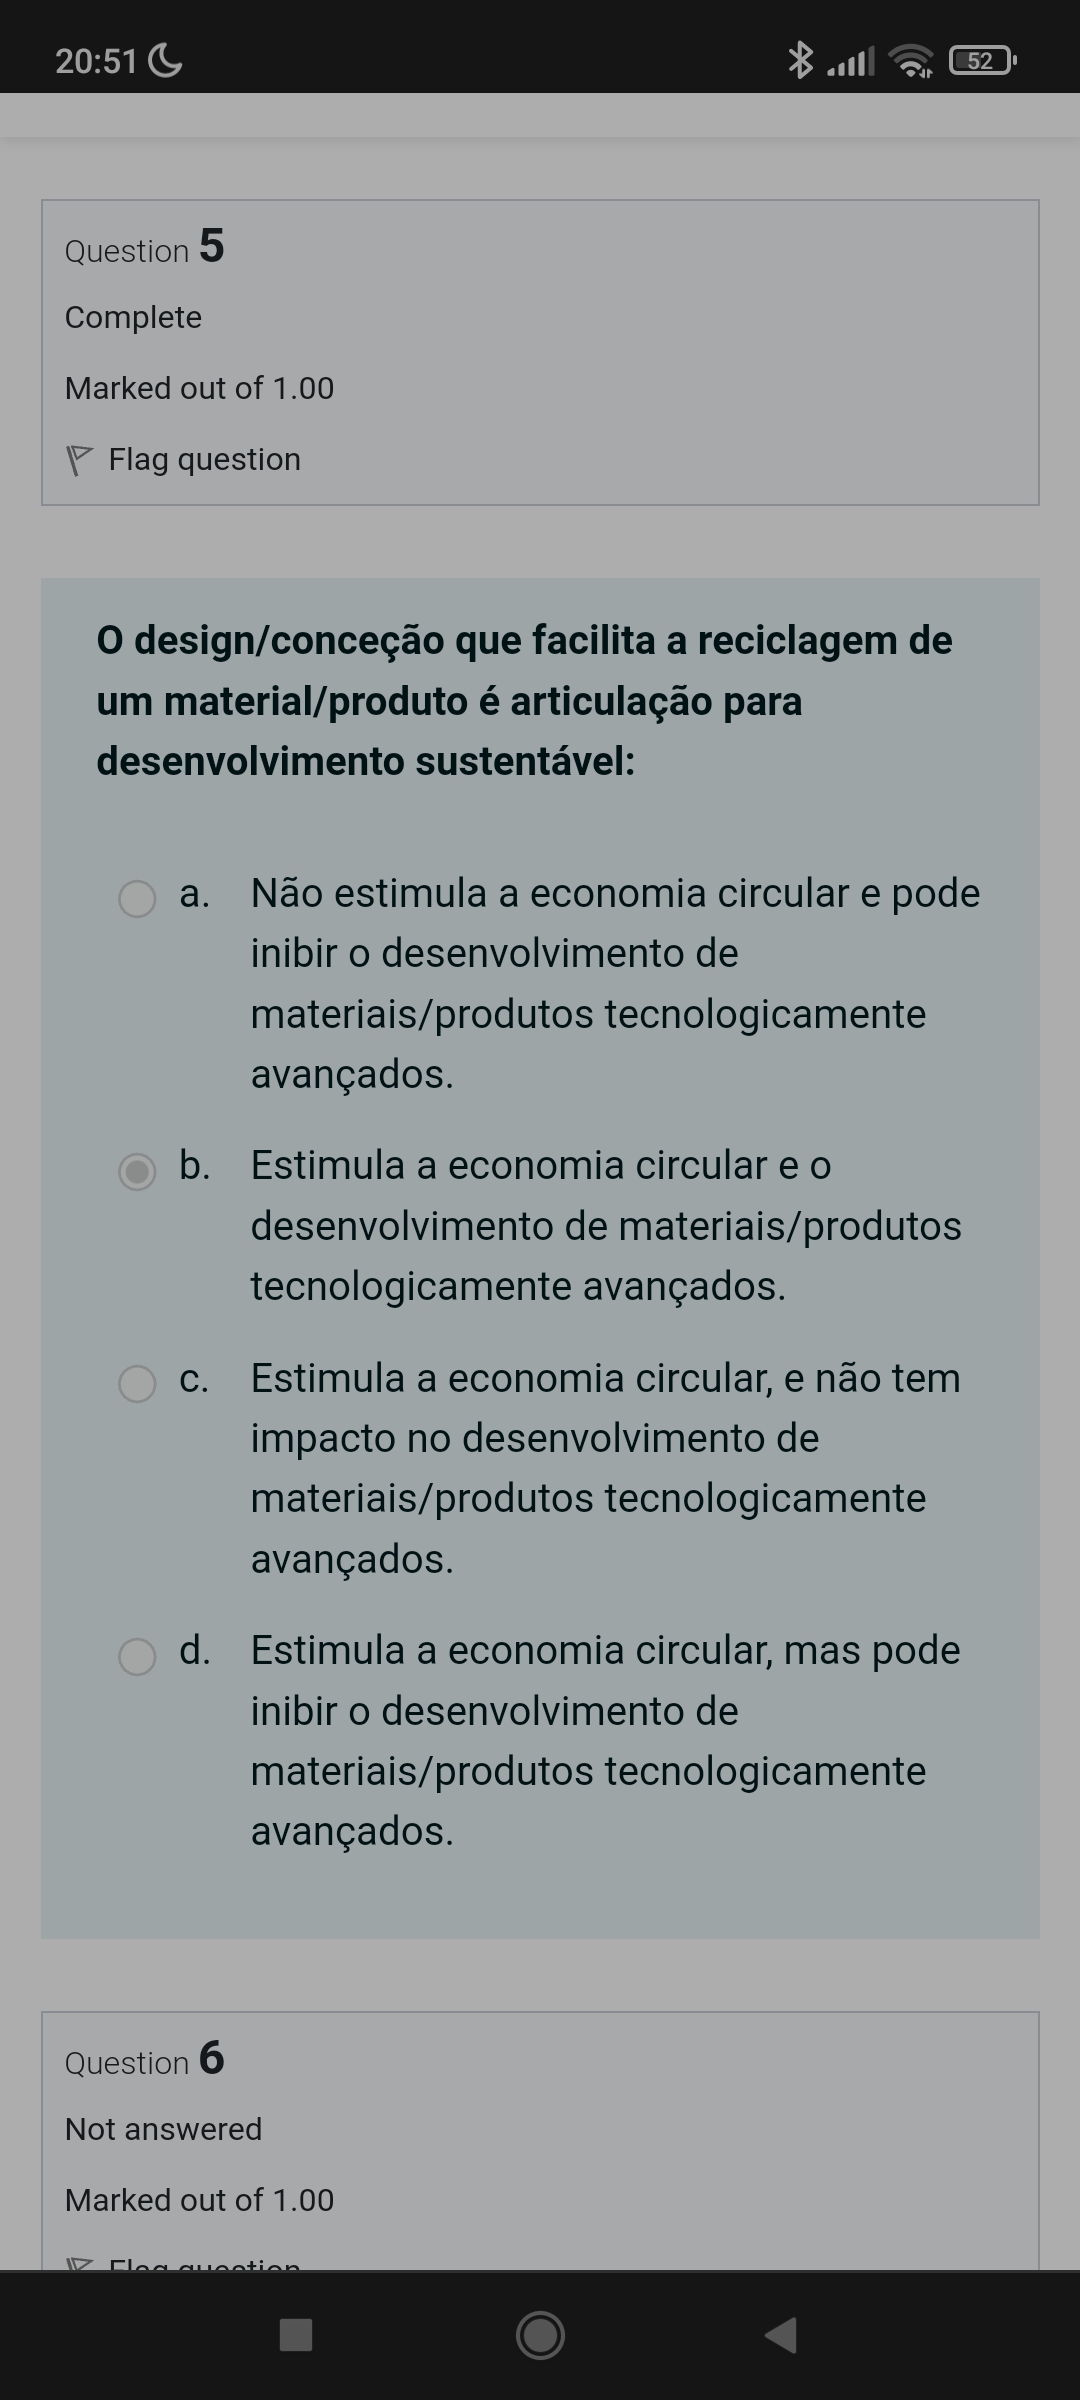 20:51
52
Question 5
Complete
Marked out of 1.00
Flag question
O design/conceção que facilita a reciclagem de
um material/produto é articulação para
desenvolvimento sustentável:
a. Não estimula a economia circular e pode
inibir o desenvolvimento de
materiais/produtos tecnologicamente
avançados.
b. Estimula a economia circular e o
desenvolvimento de materiais/produtos
tecnologicamente avançados.
c. Estimula a economia circular, e não tem
impacto no desenvolvimento de
materiais/produtos tecnologicamente
avançados.
d. Estimula a economia circular, mas pode
inibir o desenvolvimento de
materiais/produtos tecnologicamente
avançados.
Question 6
Not answered
Marked out of 1.00
Flag question